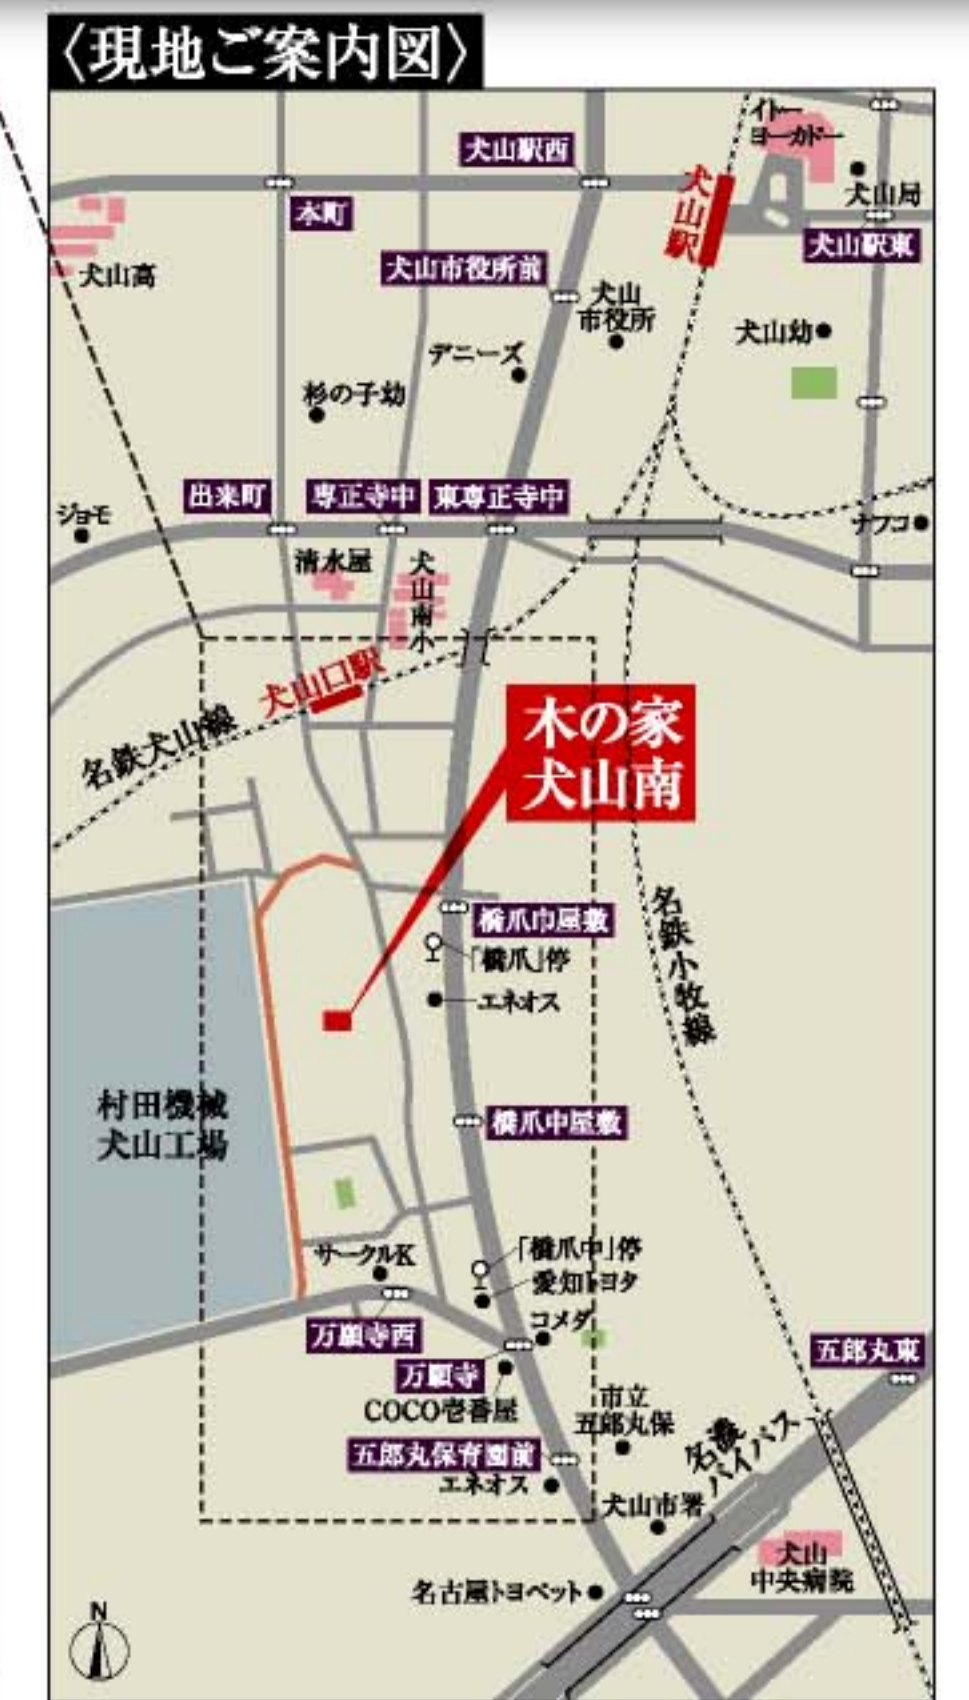 〈現地ご案内図〉
イトー
ヨーカドー
犬山駅西
犬山駅
犬山局
本町
犬山駅東
犬山高
犬山市役所前
犬山
市役所
犬山幼
デニーズ
杉の子幼
出来町
専正寺中
東専正寺中
ジョモ
ナフコ
清水屋
犬山南小
犬山口駅
名鉄犬山線
木の家
犬山南
名鉄小牧線
橋爪巾屋敷
「橋爪」停
エネオス
村田機械
犬山工場
橋爪中屋敷
「橋爪中」停
サークルK
愛知トヨタ
コメダ
万願寺西
五郎丸東
万願寺
COCO壱番屋
市立
五郎丸保
名濃
バイパス
五郎丸保育園前
エネオス
犬山市署
犬山
中央病院
名古屋トヨペット
N